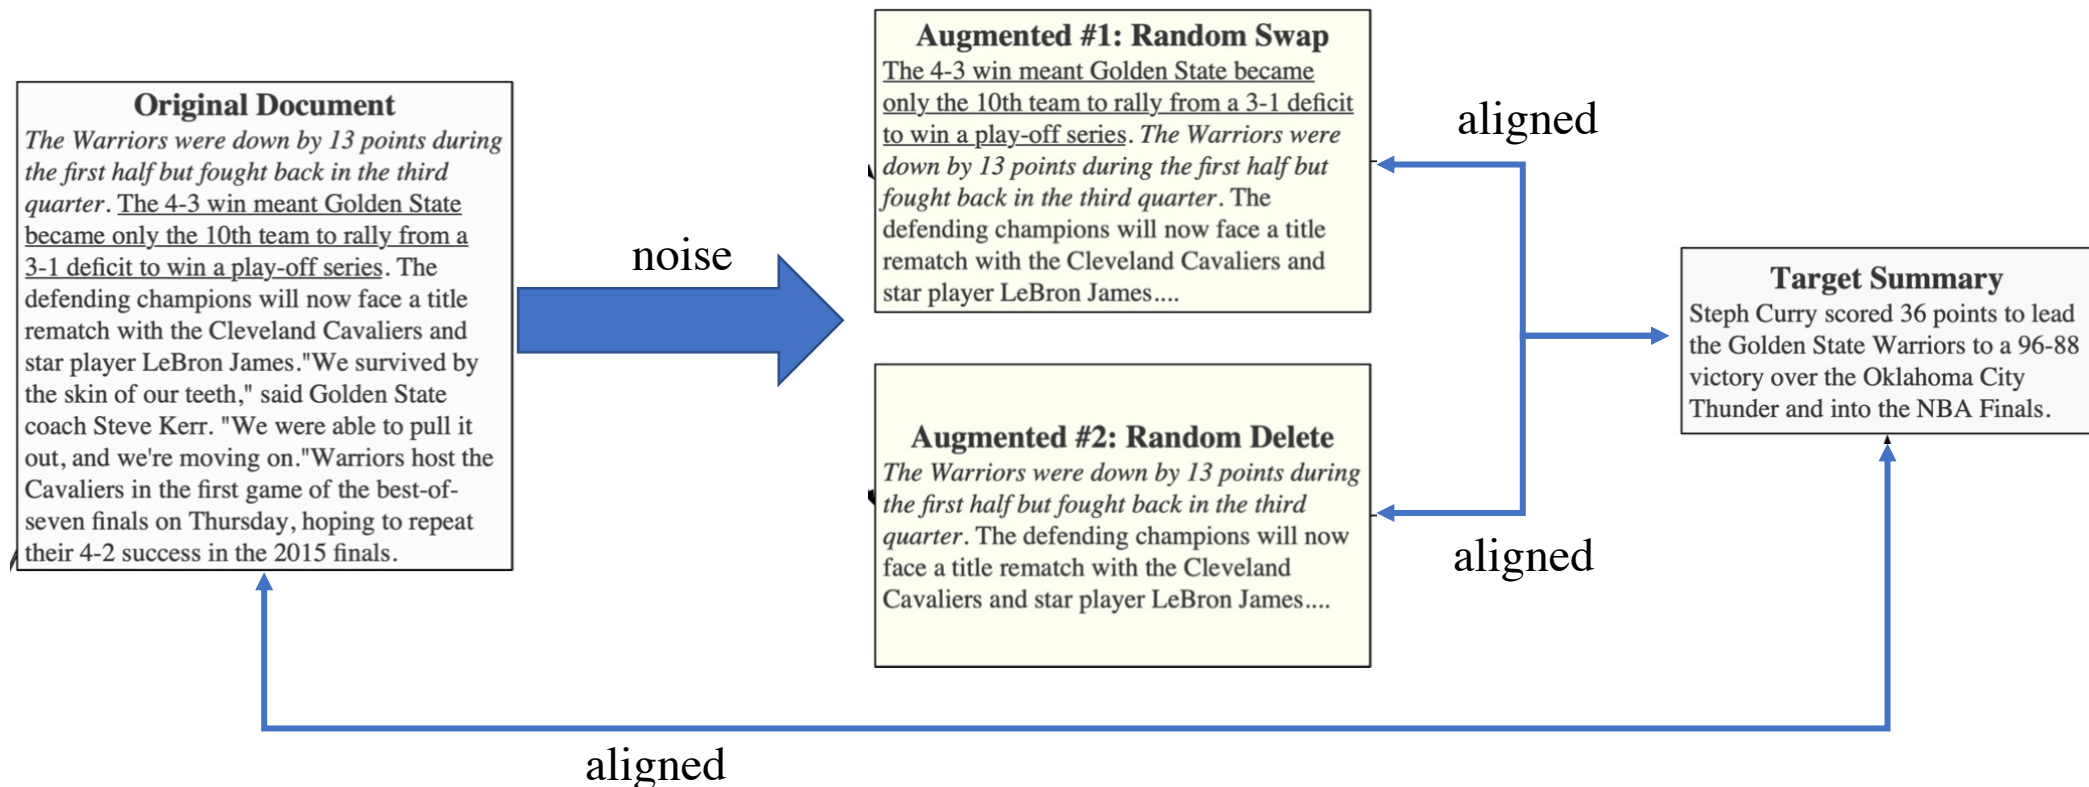 Original Document
The Warriors were down by 13 points during
the first half but fought back in the third
quarter. The 4-3 win meant Golden State
became only the 10th team to rally from a
3-1 deficit to win a play-off series. The
defending champions will now face a title
rematch with the Cleveland Cavaliers and
star player LeBron James."We survived by
the skin of our teeth," said Golden State
coach Steve Kerr. "We were able to pull it
out, and we're moving on."Warriors host the
Cavaliers in the first game of the best-of-
seven finals on Thursday, hoping to repeat
their 4-2 success in the 2015 finals.
noise
Augmented #1: Random Swap
The 4-3 win meant Golden State became
only the 10th team to rally from a 3-1 deficit
to win a play-off series. The Warriors were
down by 13 points during the first half but
fought back in the third quarter. The
defending champions will now face a title
rematch with the Cleveland Cavaliers and
star player LeBron James....
Augmented #2: Random Delete
The Warriors were down by 13 points during
the first half but fought back in the third
quarter. The defending champions will now
face a title rematch with the Cleveland
Cavaliers and star player LeBron James....
aligned
aligned
Target Summary
Steph Curry scored 36 points to lead
the Golden State Warriors to a 96-88
victory over the Oklahoma City
Thunder and into the NBA Finals.
aligned